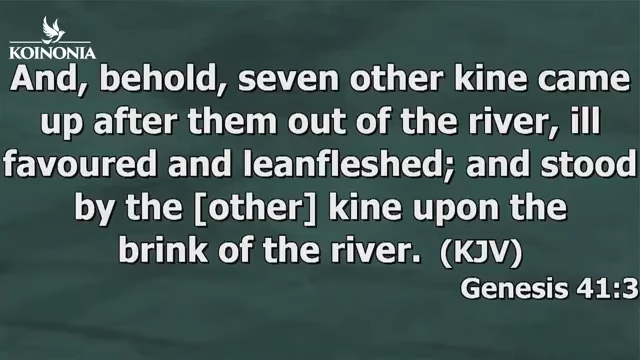 KOINONIA
And, behold, seven other kine came
up after them out of the river, ill
favoured and leanfleshed; and stood
by the [other] kine upon the
brink of the river. (KJV)
Genesis 41:3